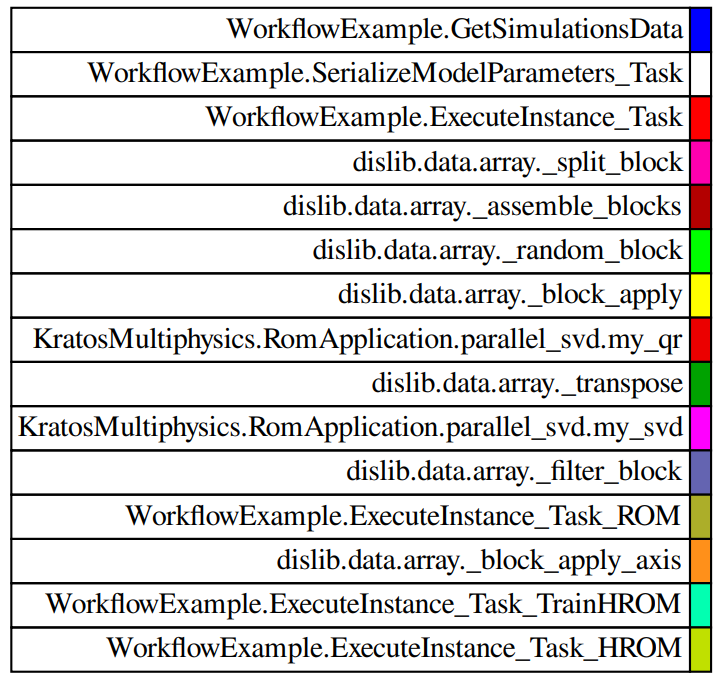 WorkflowExample.GetSimulationsData
WorkflowExample.SerializeModelParameters_Task
WorkflowExample.ExecuteInstance_Task
dislib.data.array._split_block
dislib.data.array._assemble_blocks
dislib.data.array._random_block
dislib.data.array._block_apply
KratosMultiphysics.RomApplication.parallel_svd.my_qr
dislib.data.array._transpose
KratosMultiphysics.RomApplication.parallel_svd.my_svd
dislib.data.array._filter_block
WorkflowExample.ExecuteInstance_Task_ROM
dislib.data.array._block_apply_axis
WorkflowExample.ExecuteInstance_Task_TrainHROM
WorkflowExample.ExecuteInstance_Task_HROM